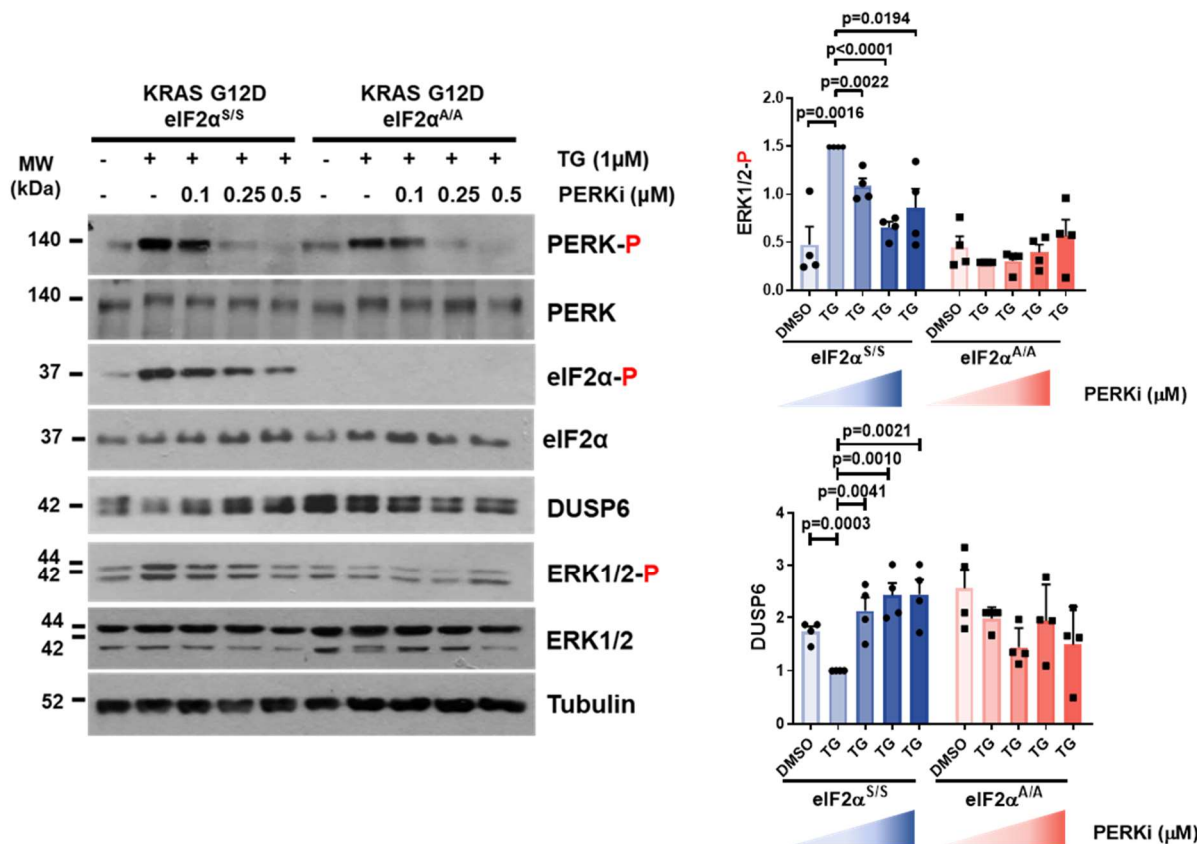 KRAS G12D KRAS G12D
eIF2α^S/S eIF2α^A/A
MW (kDa)
- + + + + - + + + + TG (1μM)
- - 0.1 0.25 0.5 - - 0.1 0.25 0.5 PERKi (μM)
140 PERK-P
140 PERK
37 eIF2α-P
37 eIF2α
42 DUSP6
44
42 ERK1/2-P
44
42 ERK1/2
52 Tubulin
p=0.0194
p<0.0001
p=0.0022
p=0.0016
2.0
1.5
1.0
0.5
0.0
ERK1/2-P
DMSO TG TG TG TG DMSO TG TG TG TG
eIF2α^S/S eIF2α^A/A
PERKi (μM)
p=0.0021
p=0.0010
p=0.0041
p=0.0003
4
3
2
1
0
DUSP6
DMSO TG TG TG TG DMSO TG TG TG TG
eIF2α^S/S eIF2α^A/A
PERKi (μM)